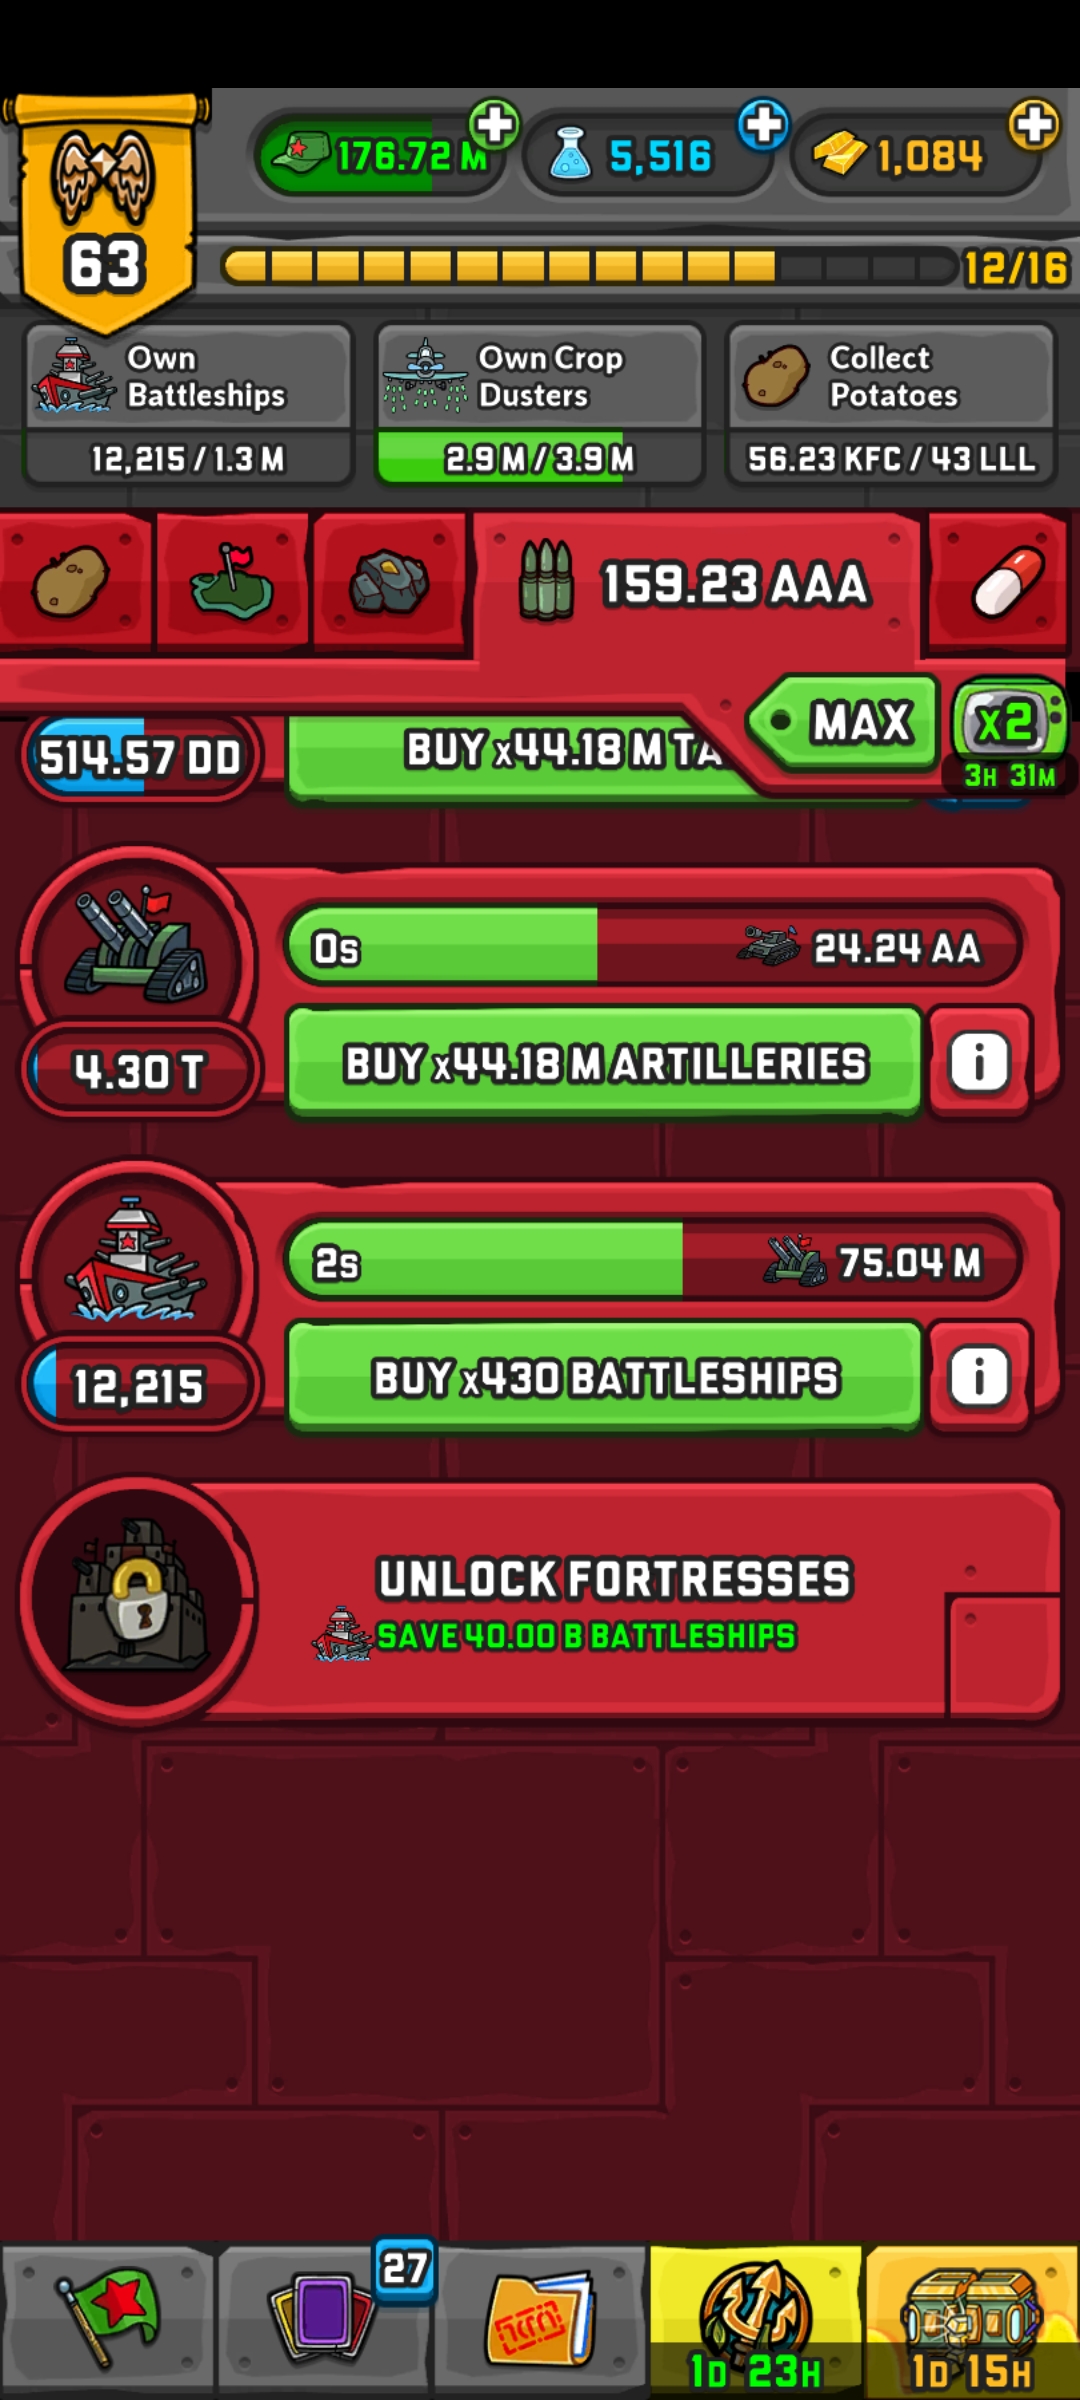 176.72 M
5,516
1,084
63
12/16
Own
Battleships
12,215 / 1.3 M
Own Crop
Dusters
2.9 M / 3.9 M
Collect
Potatoes
56.23 KFC / 43 LLL
159.23 AAA
MAX
x2
3H 31M
514.57 DD
BUY x44.18 M TA
0s
24.24 AA
4.30 T
BUY x44.18 M ARTILLERIES
i
2s
75.04 M
12,215
BUY x430 BATTLESHIPS
i
UNLOCK FORTRESSES
SAVE 40.00 B BATTLESHIPS
27
1D 23H
1D 15H